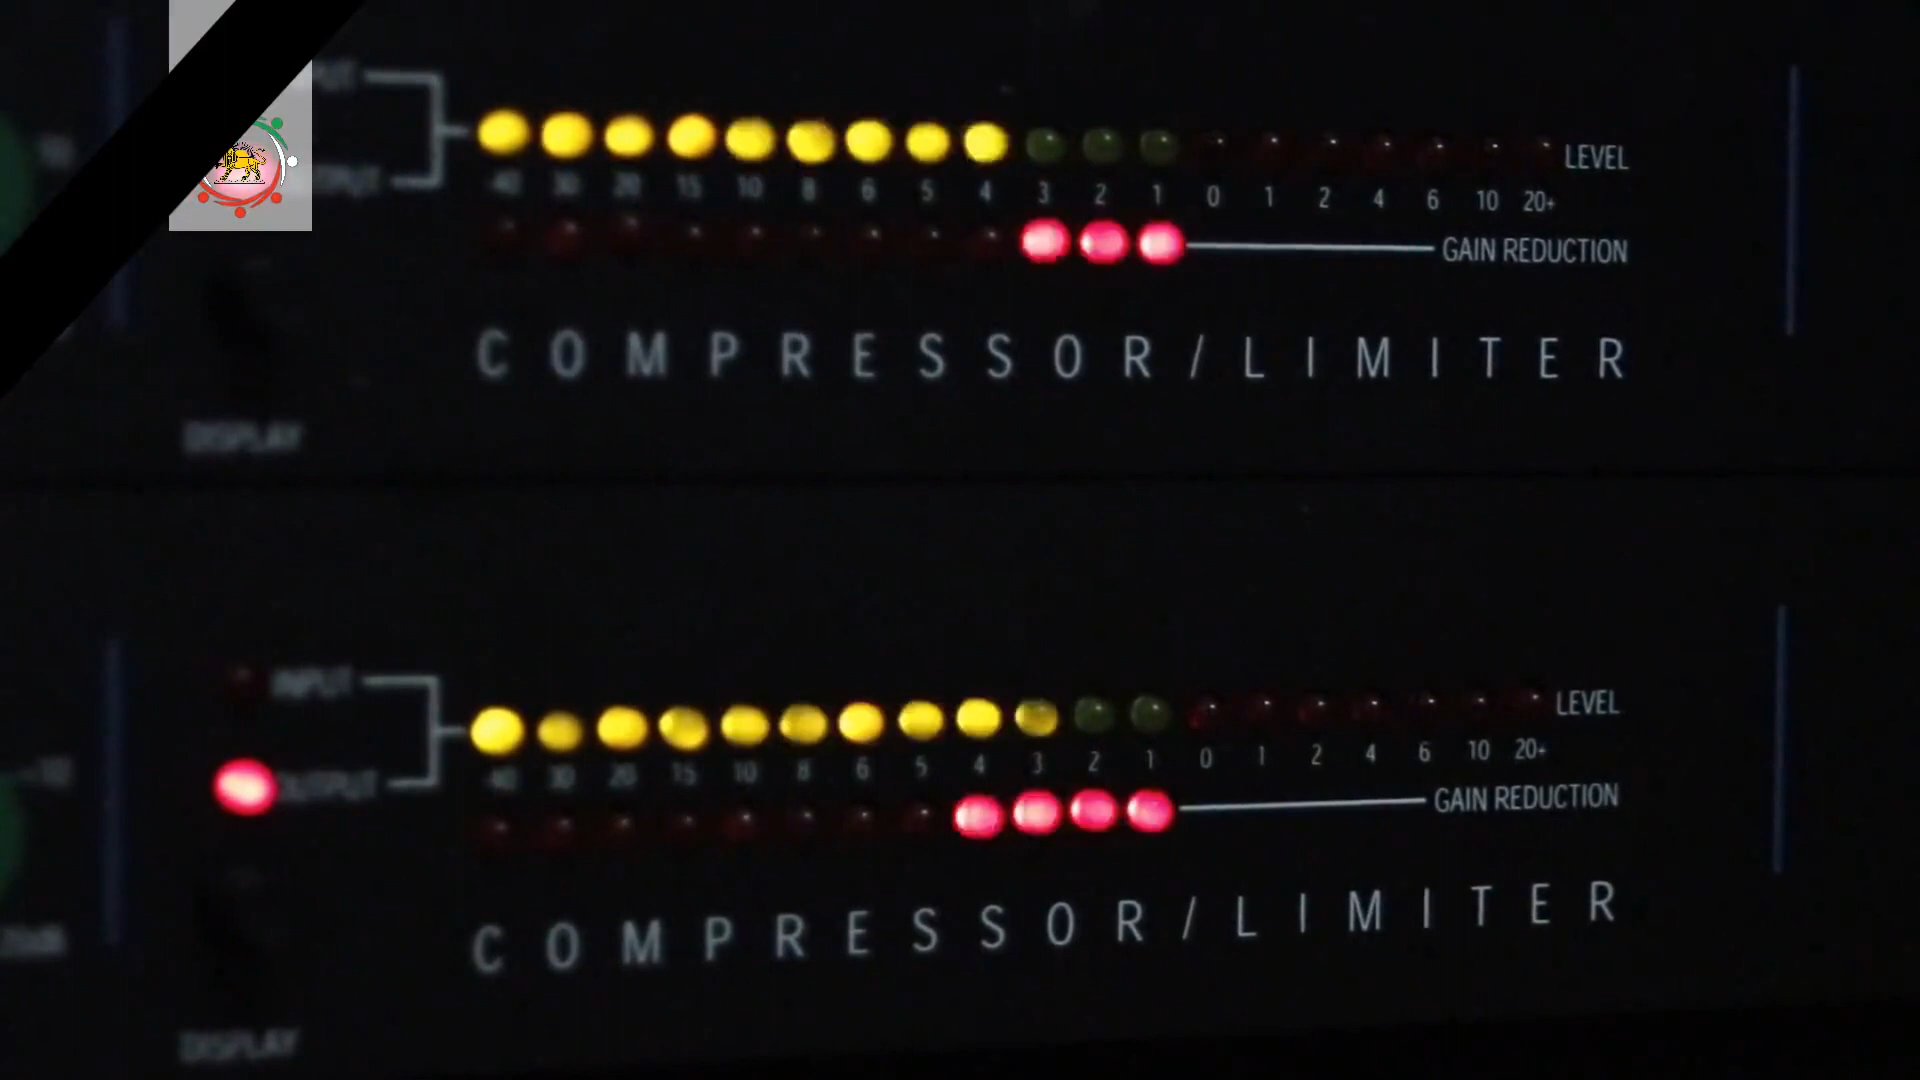 40 30 20 15 10 8 6 5 4 3 2 1 0 1 2 4 6 10 20+ LEVEL
GAIN REDUCTION
COMPRESSOR/LIMITER
DISPLAY
INPUT
LEVEL
40 30 20 15 10 8 6 5 4 3 2 1 0 1 2 4 6 10 20+
OUTPUT
GAIN REDUCTION
COMPRESSOR/LIMITER
DISPLAY